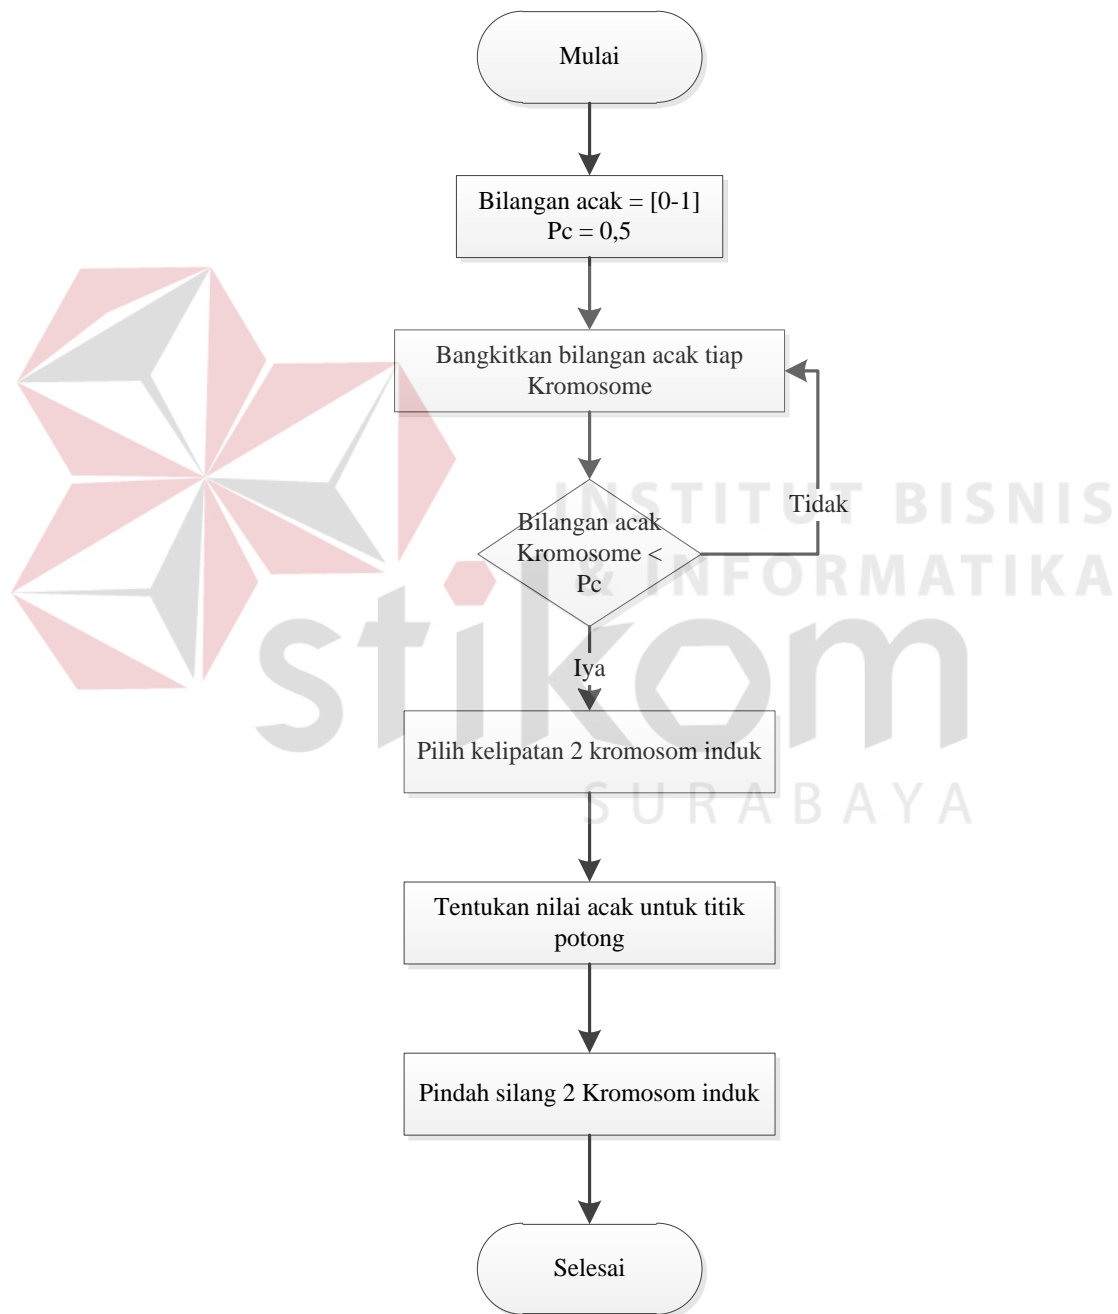 Mulai
Bilangan acak = [0-1]
Pc = 0,5
Bangkitkan bilangan acak tiap
Kromosome
Bilangan acak
Kromosome <
Pc
Tidak
Iya
Pilih kelipatan 2 kromosom induk
Tentukan nilai acak untuk titik
potong
Pindah silang 2 Kromosom induk
Selesai
INSTITUT BISNIS
& INFORMATIKA
stikom
SURABAYA